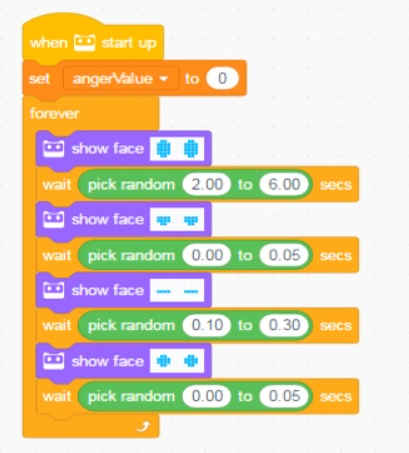 when start up
set angerValue to 0
forever
show face
wait pick random 2.00 to 6.00 secs
show face
wait pick random 0.00 to 0.05 secs
show face
wait pick random 0.10 to 0.30 secs
show face
wait pick random 0.00 to 0.05 secs